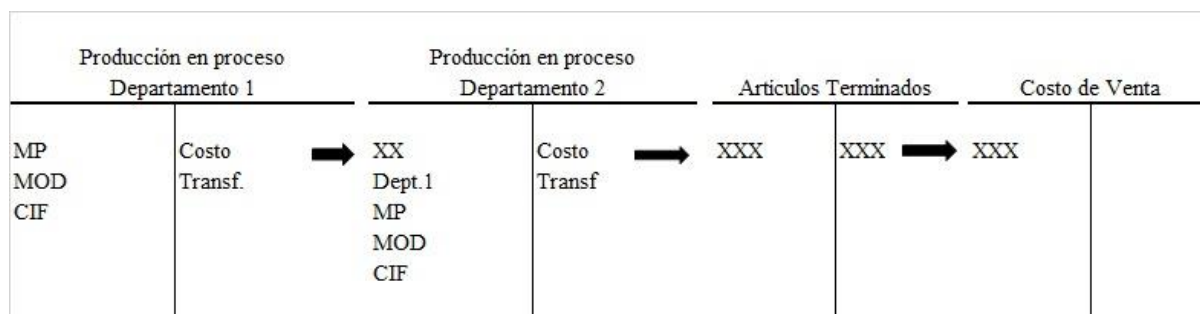 Producción en proceso Producción en proceso
Departamento 1 Departamento 2 Articulos Terminados Costo de Venta
MP Costo XX Costo XXX XXX XXX
MOD Transf. Dept.1 Transf
CIF MP
MOD
CIF